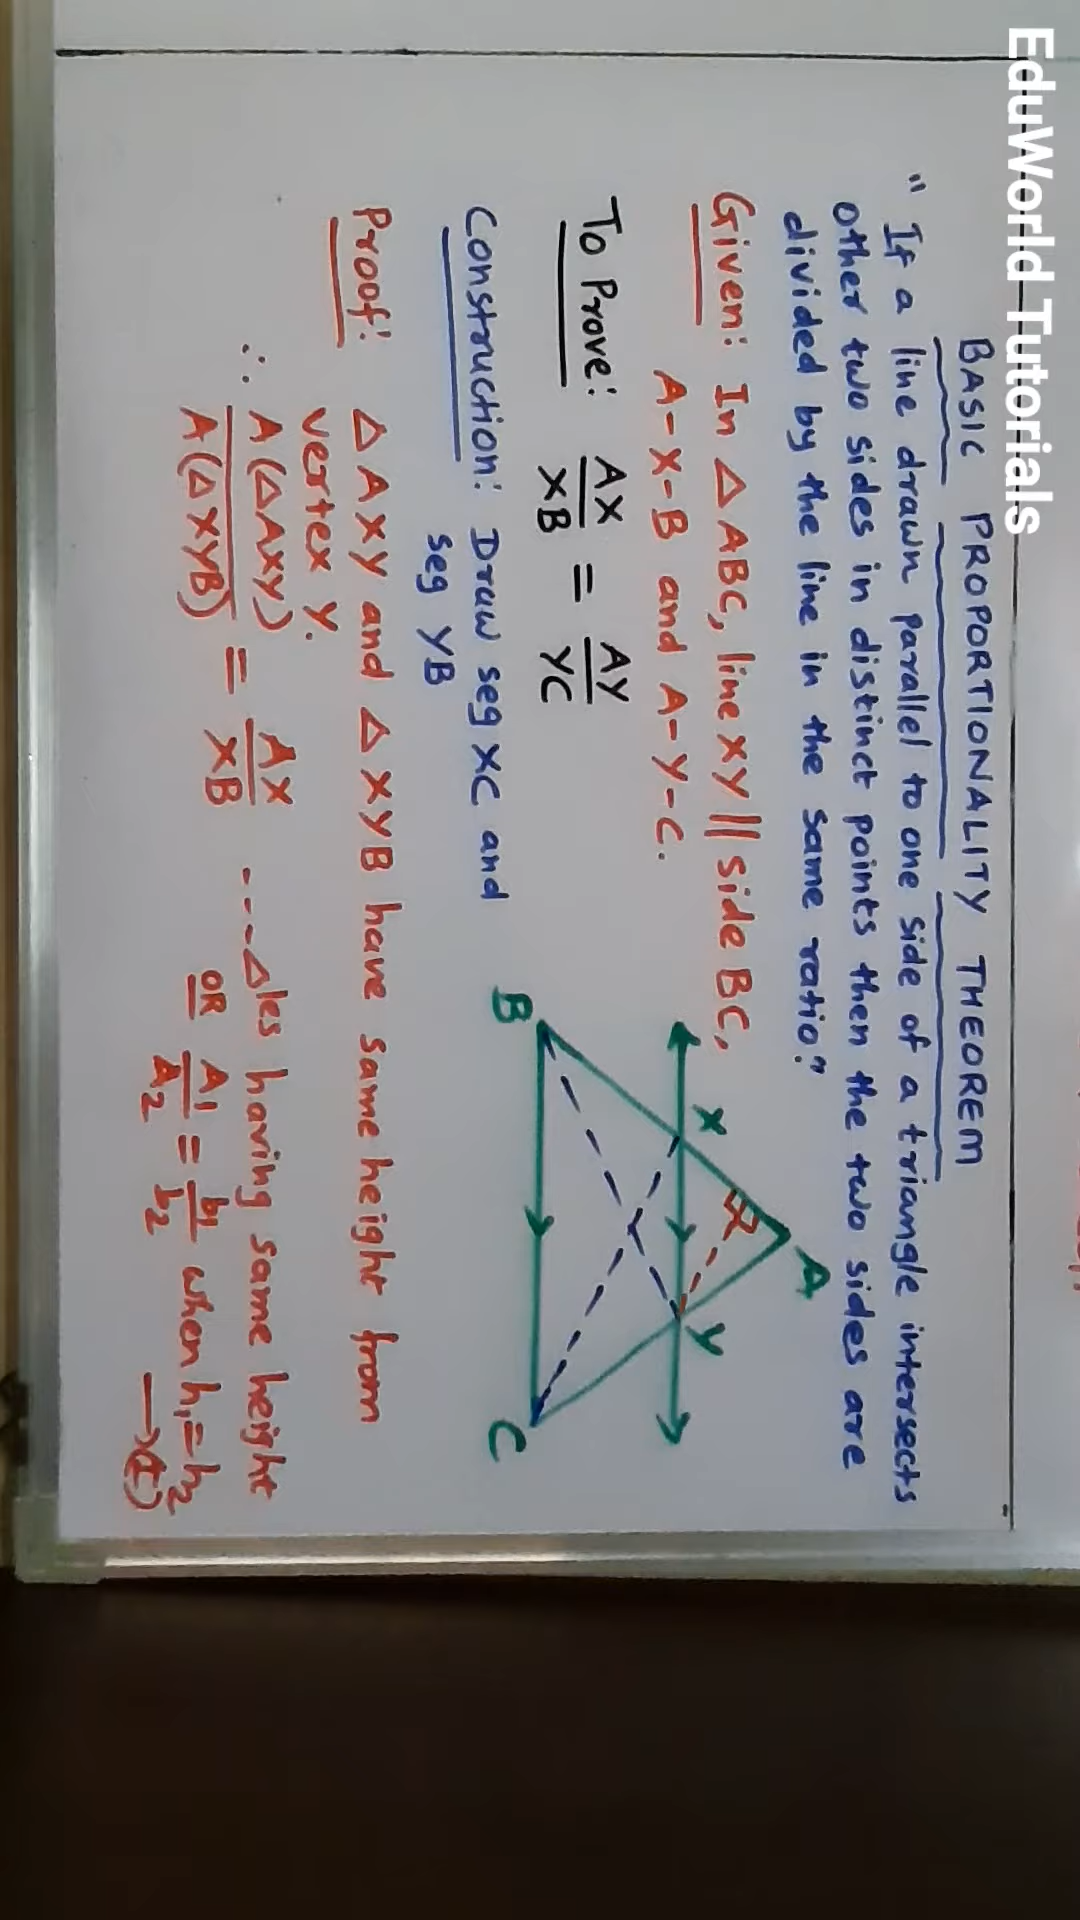 EduWorld Tutorials
BASIC PROPORTIONALITY THEOREM
" If a line drawn parallel to one side of a triangle intersects
other two sides in distinct points then the two sides are
divided by the line in the same ratio."
Given: In △ ABC, line XY || side BC,
A-X-B and A-Y-C.
To Prove: AX/XB = AY/YC
Construction: Draw seg XC and
seg YB
A
X
Y
B
C
Proof: △ AXY and △ XYB have same height from
vertex Y.
∴ A(△AXY)/A(△XYB) = AX/XB ----△les having same height
OR A1/A2 = b1/b2 when h1=h2
→(I)